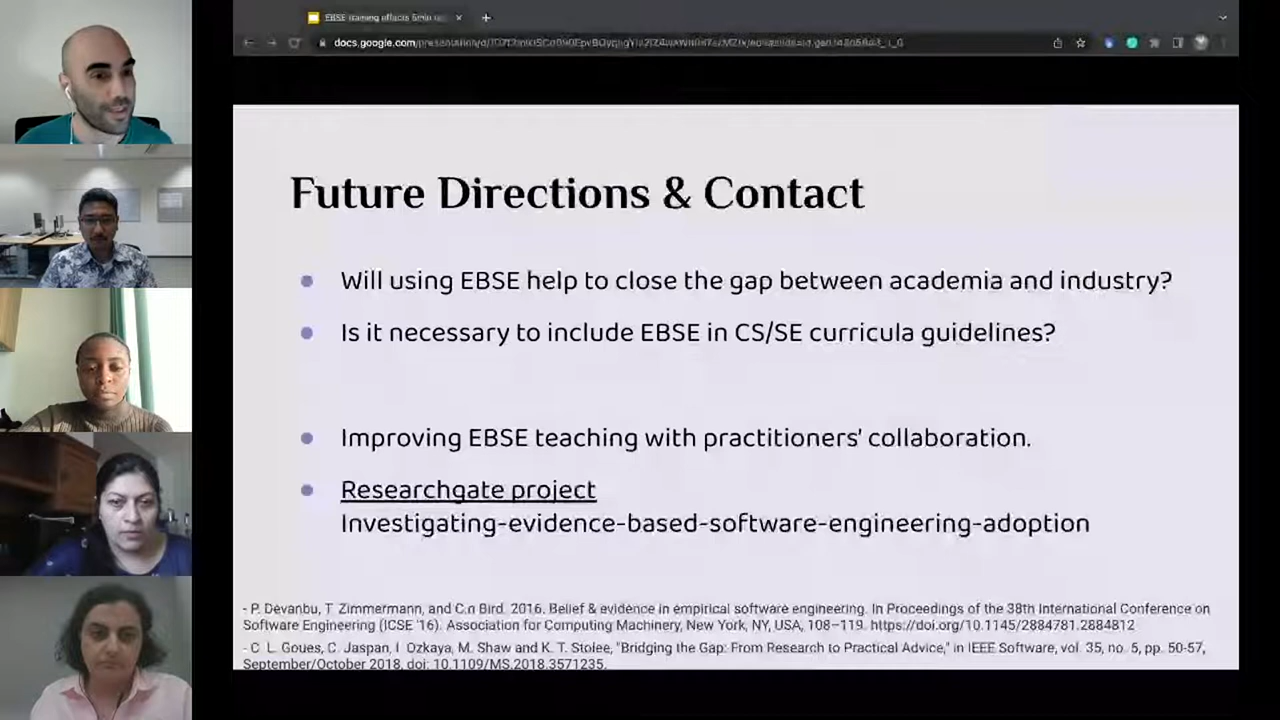 EBSE training effects 5min
docs.google.com/presentation/d/
Future Directions & Contact
Will using EBSE help to close the gap between academia and industry?
Is it necessary to include EBSE in CS/SE curricula guidelines?
Improving EBSE teaching with practitioners' collaboration.
Researchgate project
Investigating-evidence-based-software-engineering-adoption
- P. Devanbu, T. Zimmermann, and C.n Bird. 2016. Belief & evidence in empirical software engineering. In Proceedings of the 38th International Conference on
Software Engineering (ICSE '16). Association for Computing Machinery, New York, NY, USA, 108–119. https://doi.org/10.1145/2884781.2884812
- C. L. Goues, C. Jaspan, I. Ozkaya, M. Shaw and K. T. Stolee, "Bridging the Gap: From Research to Practical Advice," in IEEE Software, vol. 35, no. 5, pp. 50-57,
September/October 2018, doi: 10.1109/MS.2018.3571235.